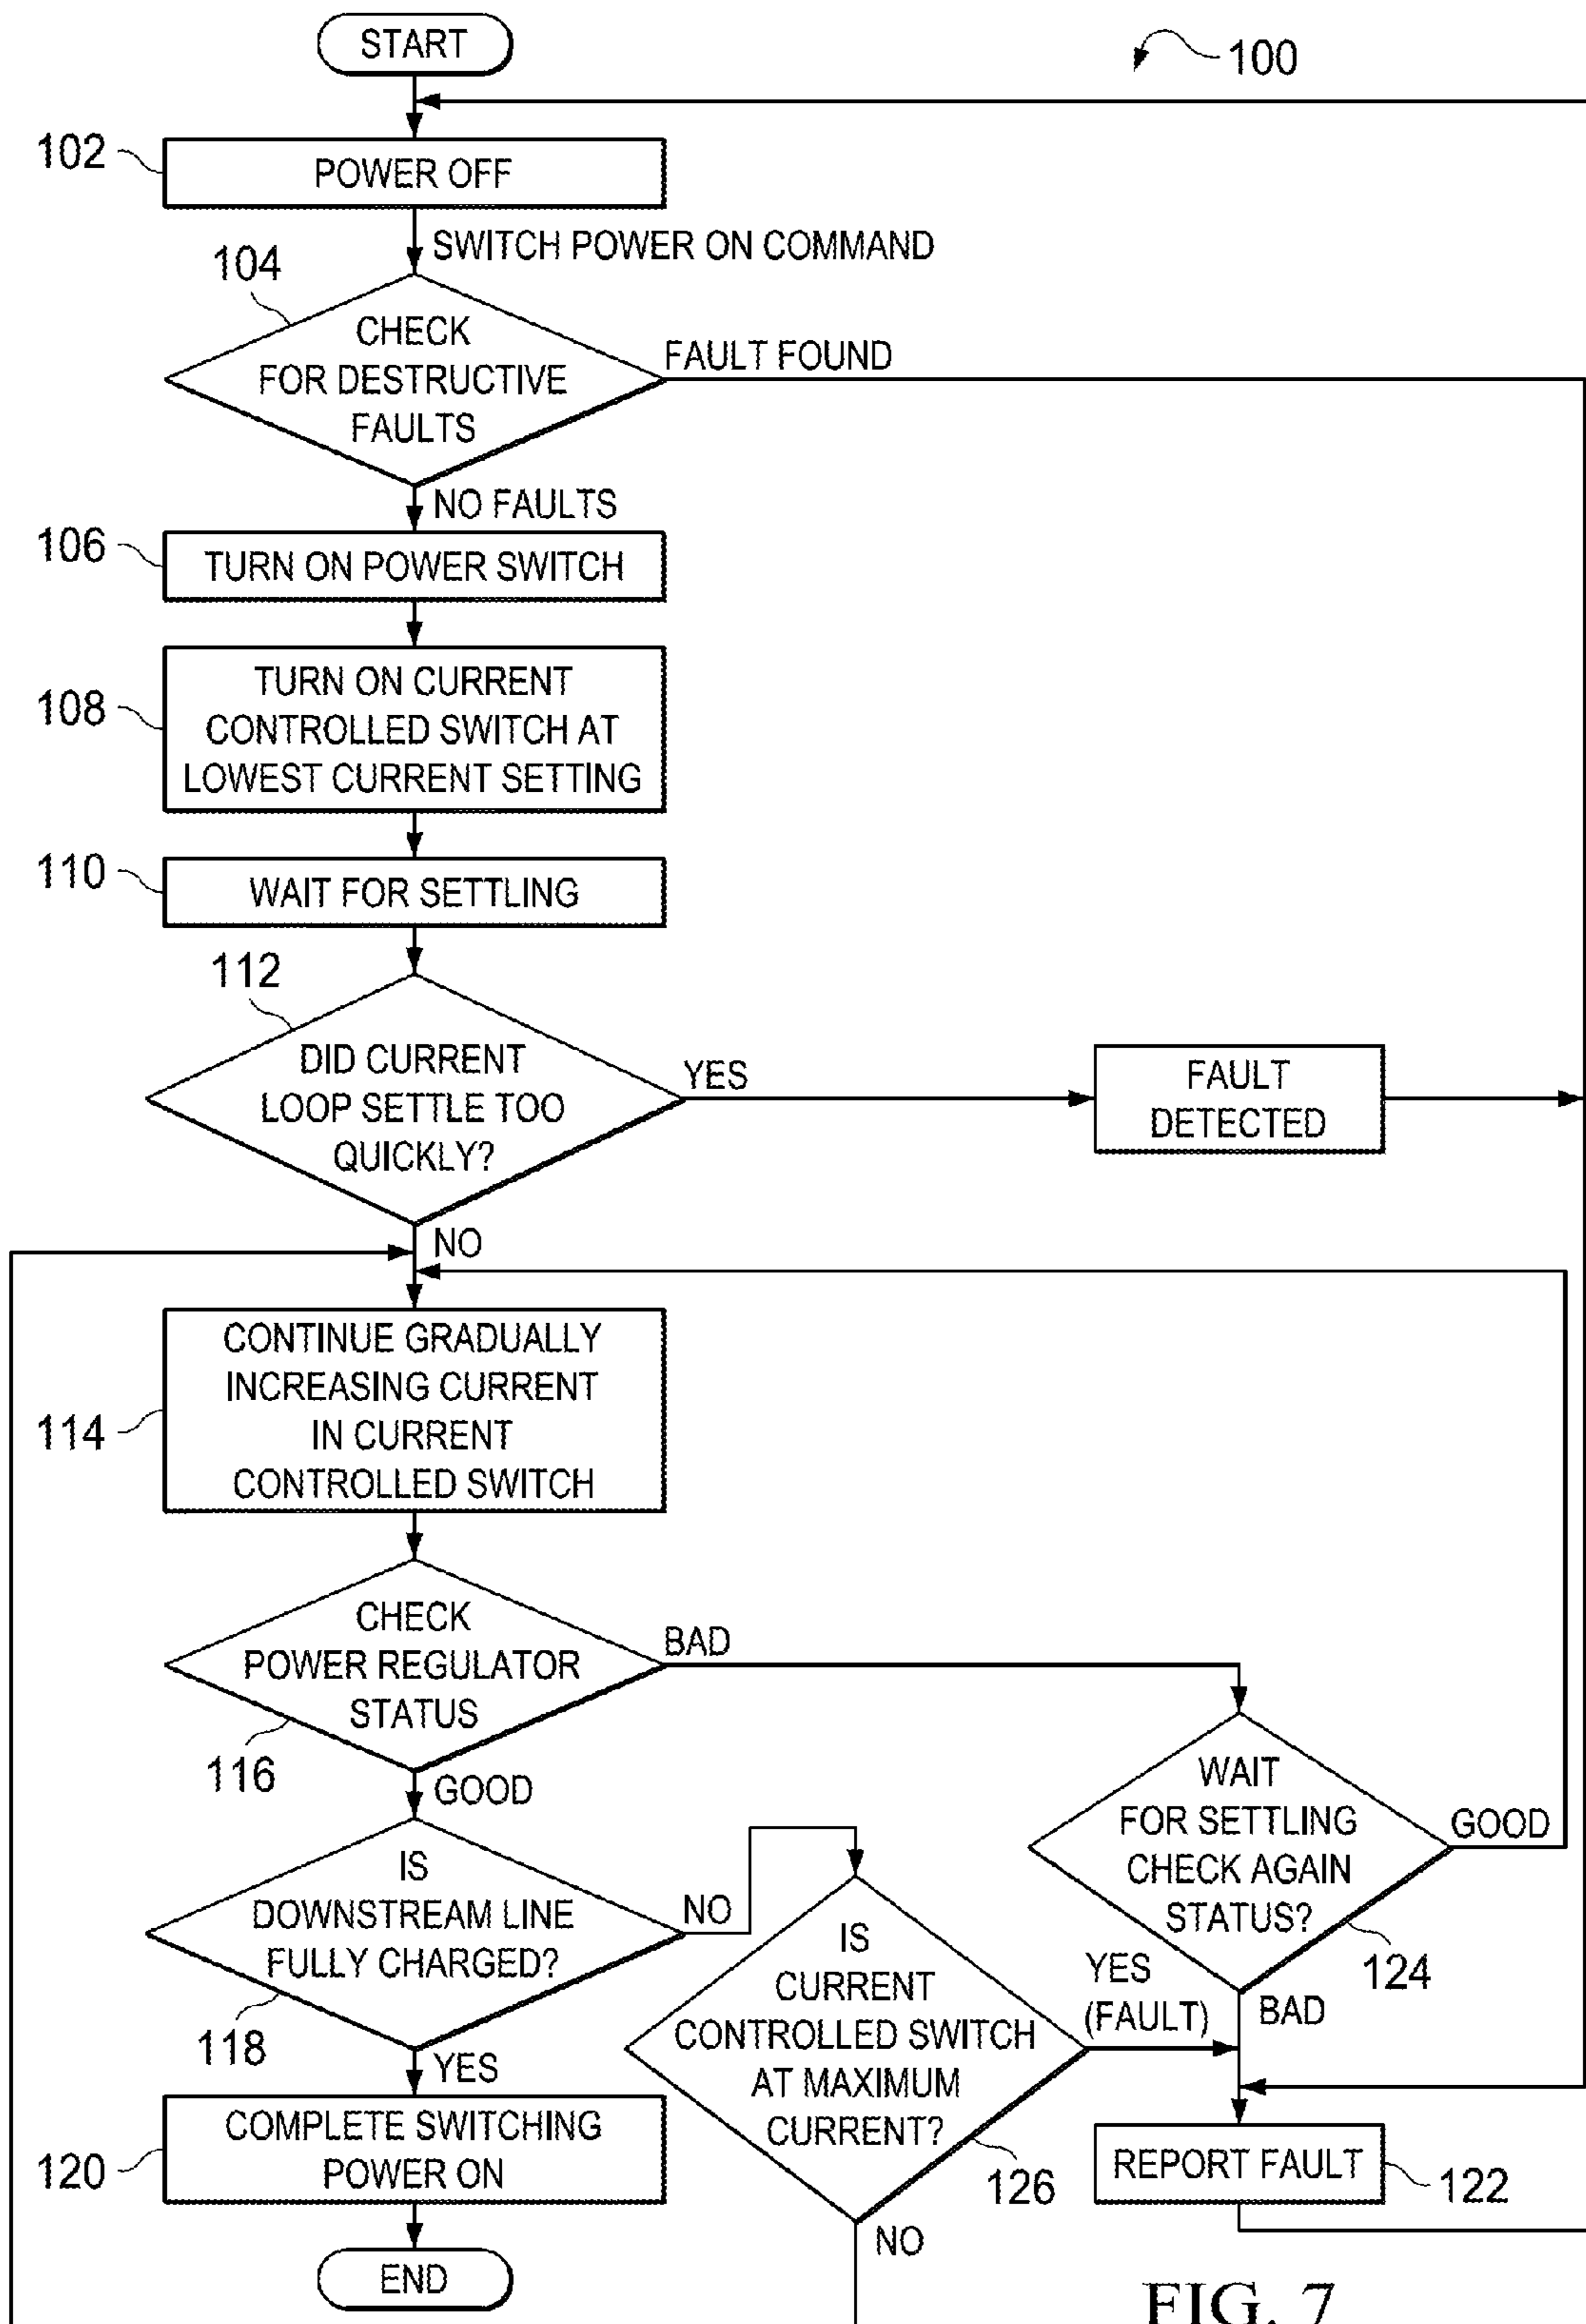 START
100
102
POWER OFF
SWITCH POWER ON COMMAND
104
CHECK
FOR DESTRUCTIVE
FAULTS
FAULT FOUND
NO FAULTS
106
TURN ON POWER SWITCH
108
TURN ON CURRENT
CONTROLLED SWITCH AT
LOWEST CURRENT SETTING
110
WAIT FOR SETTLING
112
DID CURRENT
LOOP SETTLE TOO
QUICKLY?
YES
FAULT
DETECTED
NO
114
CONTINUE GRADUALLY
INCREASING CURRENT
IN CURRENT
CONTROLLED SWITCH
CHECK
POWER REGULATOR
STATUS
BAD
116
GOOD
WAIT
FOR SETTLING
CHECK AGAIN
STATUS?
GOOD
124
BAD
IS
DOWNSTREAM LINE
FULLY CHARGED?
NO
118
YES
IS
CURRENT
CONTROLLED SWITCH
AT MAXIMUM
CURRENT?
YES
(FAULT)
126
NO
120
COMPLETE SWITCHING
POWER ON
REPORT FAULT
122
END
FIG. 7